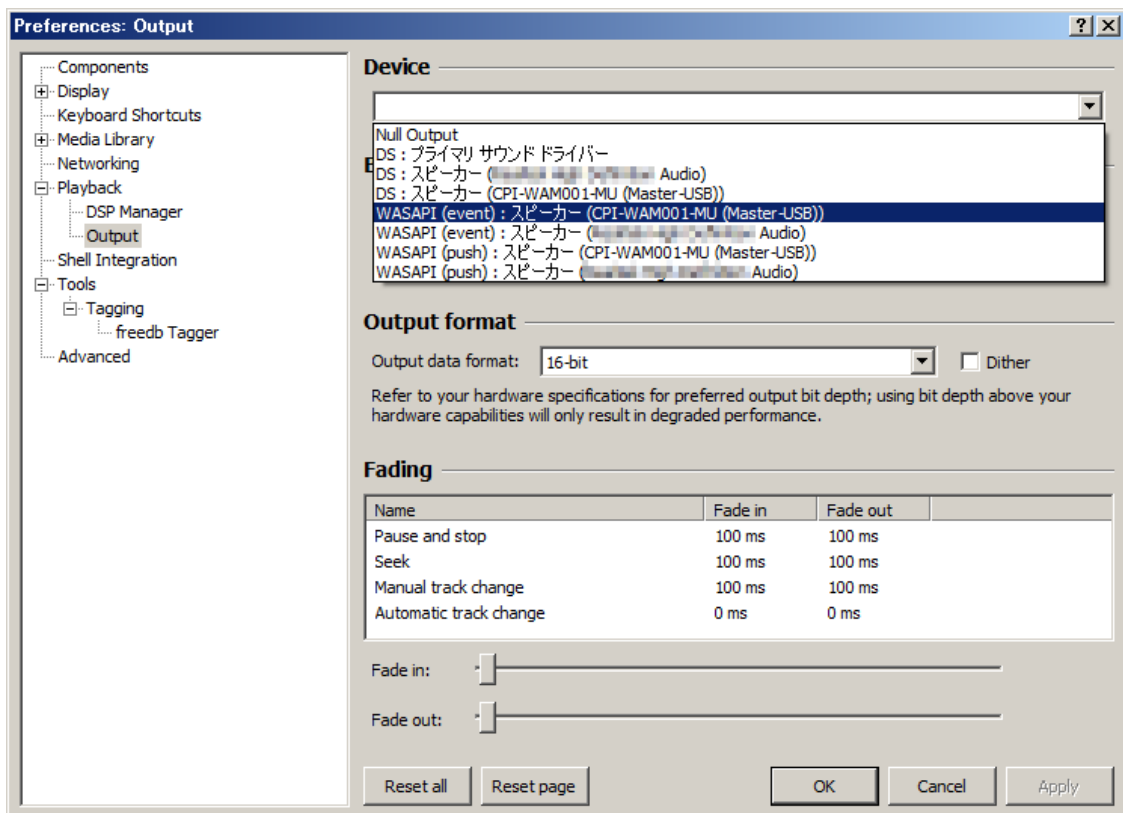 Preferences: Output
Components
Display
Keyboard Shortcuts
Media Library
Networking
Playback
DSP Manager
Output
Shell Integration
Tools
Tagging
freedb Tagger
Advanced
Device
Null Output
DS : プライマリ サウンド ドライバー
DS : スピーカー ( Audio)
DS : スピーカー (CPI-WAM001-MU (Master-USB))
WASAPI (event) : スピーカー (CPI-WAM001-MU (Master-USB))
WASAPI (event) : スピーカー ( Audio)
WASAPI (push) : スピーカー (CPI-WAM001-MU (Master-USB))
WASAPI (push) : スピーカー ( Audio)
Output format
Output data format: 16-bit Dither
Refer to your hardware specifications for preferred output bit depth; using bit depth above your
hardware capabilities will only result in degraded performance.
Fading
Name Fade in Fade out
Pause and stop 100 ms 100 ms
Seek 100 ms 100 ms
Manual track change 100 ms 100 ms
Automatic track change 0 ms 0 ms
Fade in:
Fade out:
Reset all Reset page OK Cancel Apply